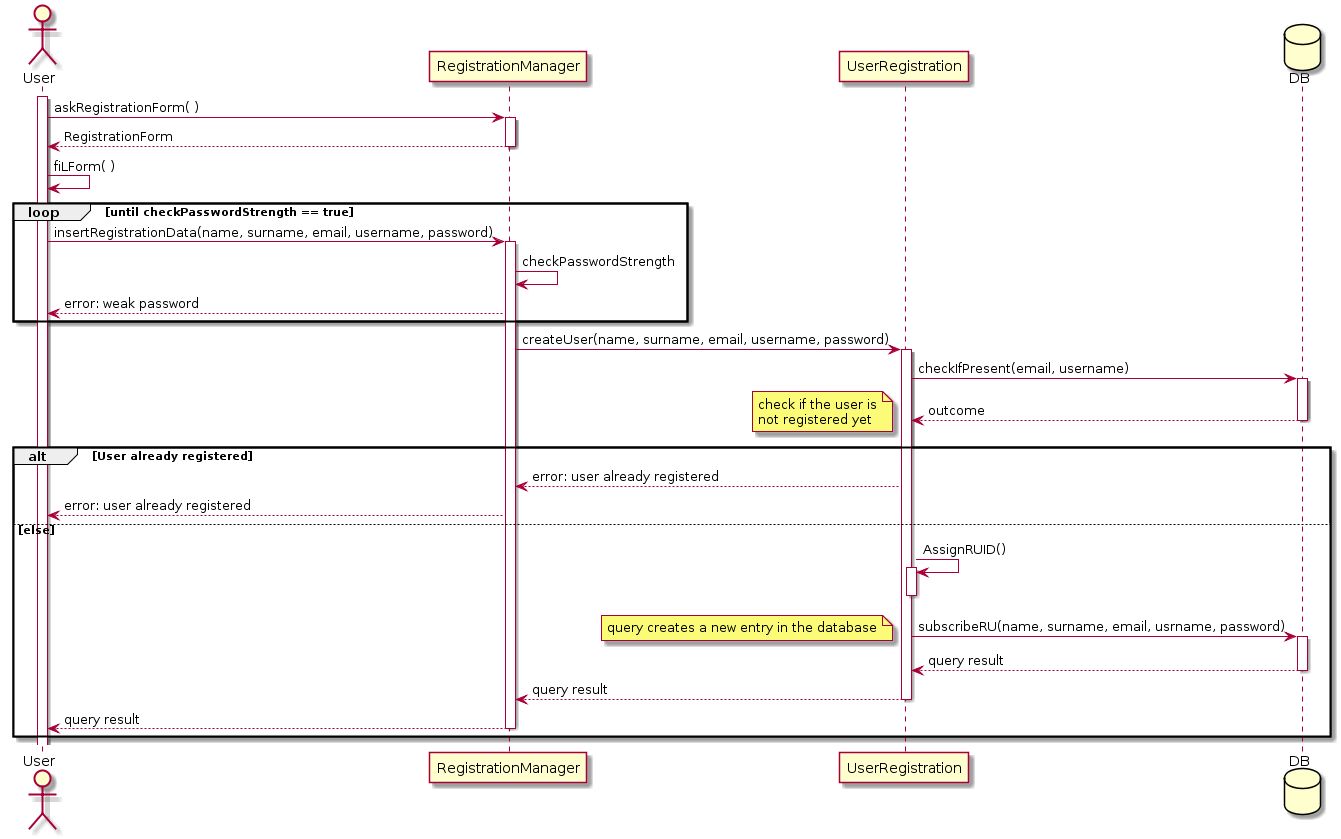 User
RegistrationManager
UserRegistration
DB
askRegistrationForm( )
RegistrationForm
fiLForm( )
loop
[until checkPasswordStrength == true]
insertRegistrationData(name, surname, email, username, password)
checkPasswordStrength
error: weak password
createUser(name, surname, email, username, password)
checkIfPresent(email, username)
check if the user is
not registered yet
outcome
alt
[User already registered]
error: user already registered
error: user already registered
[else]
AssignRUID()
query creates a new entry in the database
subscribeRU(name, surname, email, usrname, password)
query result
query result
query result
User
RegistrationManager
UserRegistration
DB